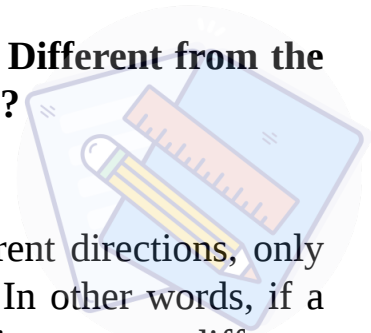 Different from the
?
rent directions, only
In other words, if a